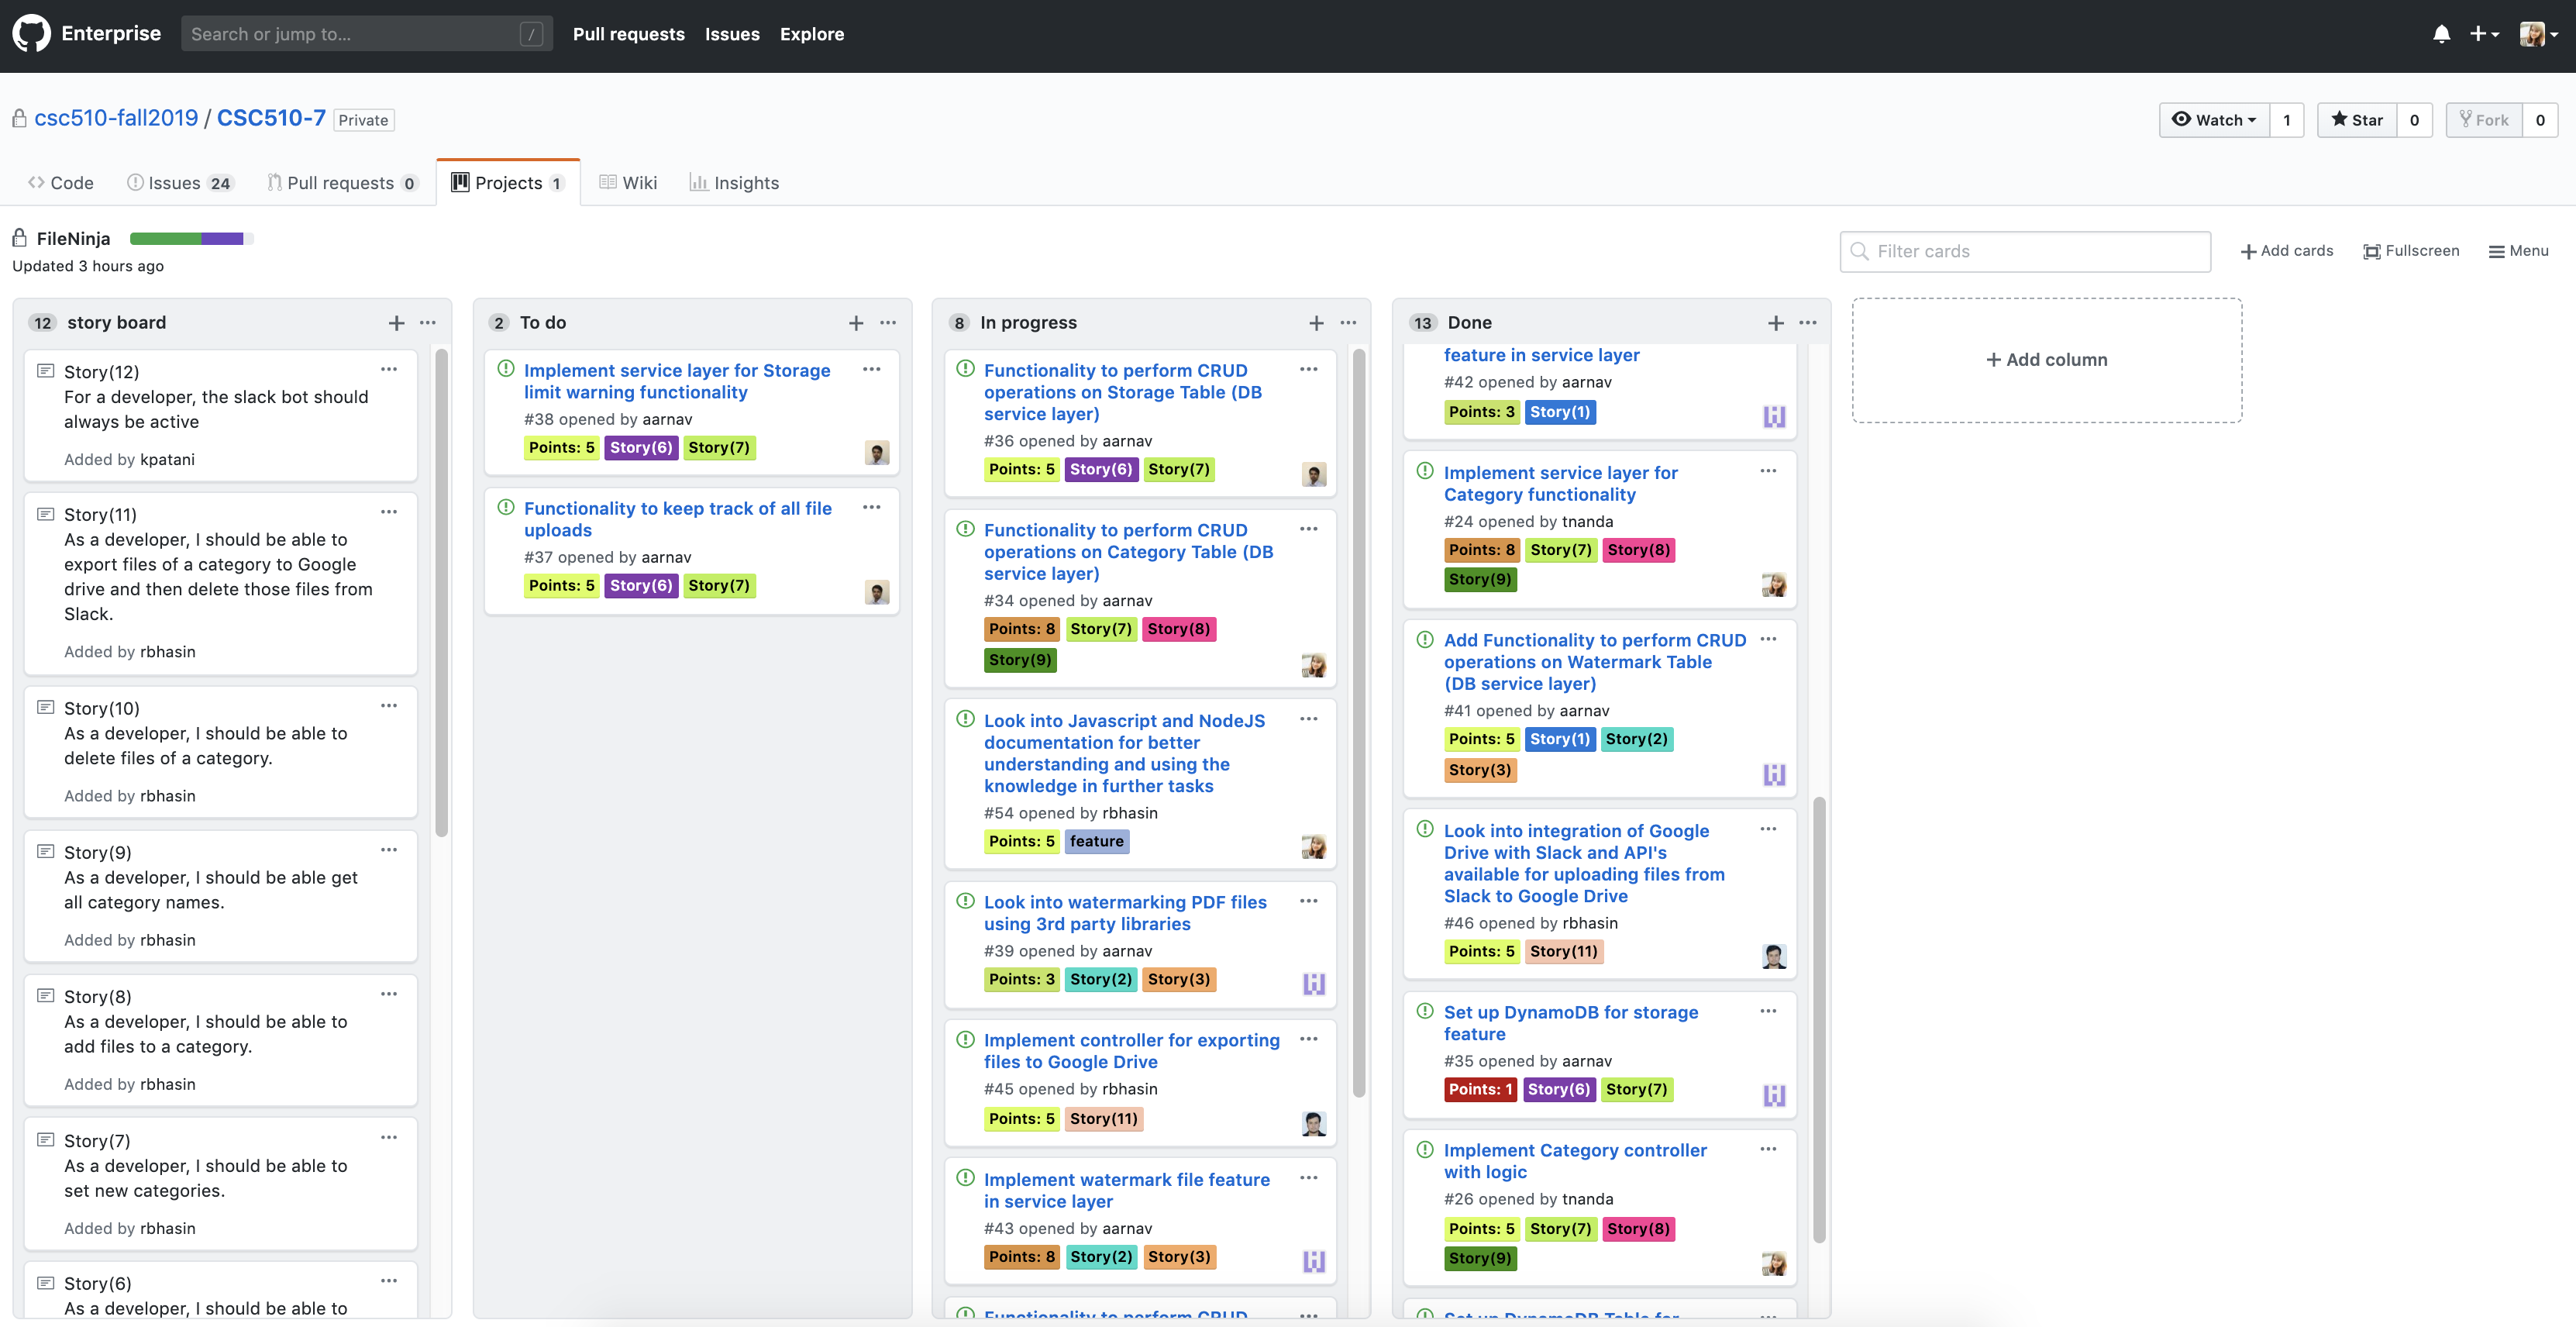 Enterprise
Search or jump to...
/
Pull requests
Issues
Explore
csc510-fall2019 / CSC510-7 Private
Watch 1
Star 0
Fork 0
Code
Issues 24
Pull requests 0
Projects 1
Wiki
Insights
FileNinja
Updated 3 hours ago
Filter cards
Add cards
Fullscreen
Menu
12 story board
Story(12)
For a developer, the slack bot should
always be active
Added by kpatani
Story(11)
As a developer, I should be able to
export files of a category to Google
drive and then delete those files from
Slack.
Added by rbhasin
Story(10)
As a developer, I should be able to
delete files of a category.
Added by rbhasin
Story(9)
As a developer, I should be able get
all category names.
Added by rbhasin
Story(8)
As a developer, I should be able to
add files to a category.
Added by rbhasin
Story(7)
As a developer, I should be able to
set new categories.
Added by rbhasin
Story(6)
As a developer, I should be able to
2 To do
Implement service layer for Storage
limit warning functionality
#38 opened by aarnav
Points: 5 Story(6) Story(7)
Functionality to keep track of all file
uploads
#37 opened by aarnav
Points: 5 Story(6) Story(7)
8 In progress
Functionality to perform CRUD
operations on Storage Table (DB
service layer)
#36 opened by aarnav
Points: 5 Story(6) Story(7)
Functionality to perform CRUD
operations on Category Table (DB
service layer)
#34 opened by aarnav
Points: 8 Story(7) Story(8)
Story(9)
Look into Javascript and NodeJS
documentation for better
understanding and using the
knowledge in further tasks
#54 opened by rbhasin
Points: 5 feature
Look into watermarking PDF files
using 3rd party libraries
#39 opened by aarnav
Points: 3 Story(2) Story(3)
Implement controller for exporting
files to Google Drive
#45 opened by rbhasin
Points: 5 Story(11)
Implement watermark file feature
in service layer
#43 opened by aarnav
Points: 8 Story(2) Story(3)
Functionality to perform CRUD
13 Done
feature in service layer
#42 opened by aarnav
Points: 3 Story(1)
Implement service layer for
Category functionality
#24 opened by tnanda
Points: 8 Story(7) Story(8)
Story(9)
Add Functionality to perform CRUD
operations on Watermark Table
(DB service layer)
#41 opened by aarnav
Points: 5 Story(1) Story(2)
Story(3)
Look into integration of Google
Drive with Slack and API's
available for uploading files from
Slack to Google Drive
#46 opened by rbhasin
Points: 5 Story(11)
Set up DynamoDB for storage
feature
#35 opened by aarnav
Points: 1 Story(6) Story(7)
Implement Category controller
with logic
#26 opened by tnanda
Points: 5 Story(7) Story(8)
Story(9)
Set up DynamoDB Table for
Add column